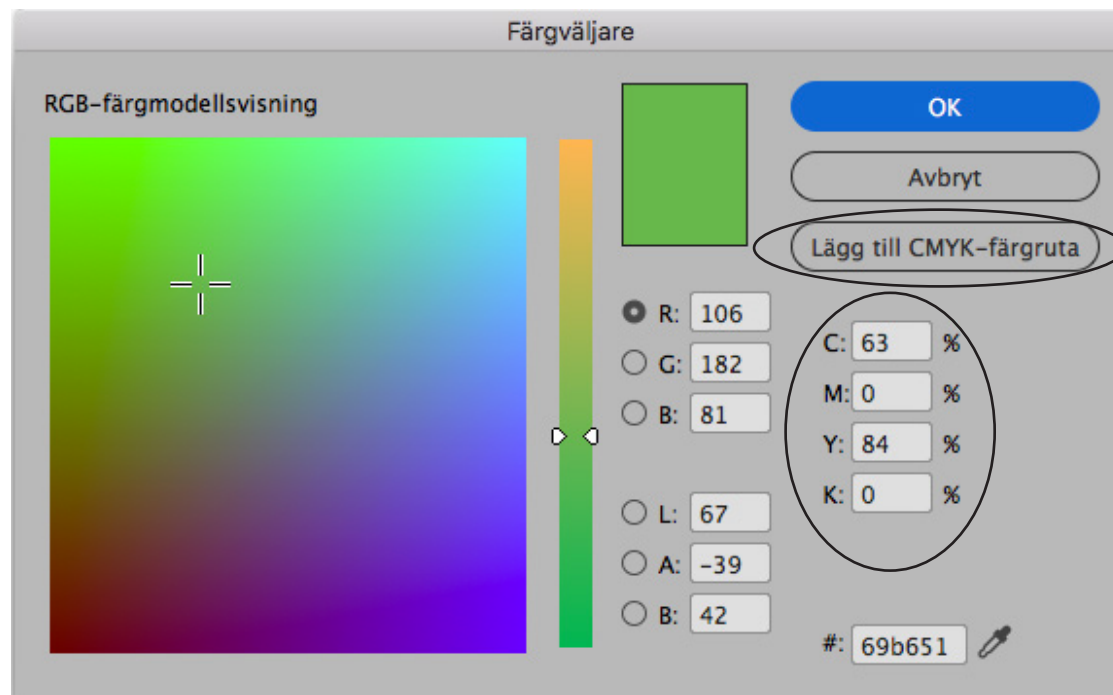 Färgväljare
RGB-färgmodellsvisning
OK
Avbryt
Lägg till CMYK-färgruta
R: 106
G: 182
B: 81
L: 67
A: -39
B: 42
C: 63 %
M: 0 %
Y: 84 %
K: 0 %
#: 69b651